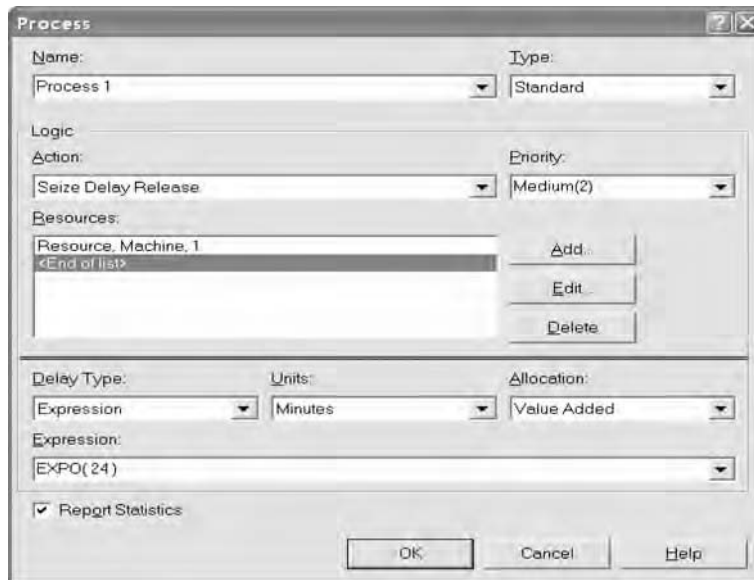 Process
Name: Type:
Process 1 Standard
Logic
Action: Priority:
Seize Delay Release Medium(2)
Resources:
Resource, Machine, 1
<End of list>
Add...
Edit...
Delete
Delay Type: Units: Allocation:
Expression Minutes Value Added
Expression:
EXPO( 24 )
Report Statistics
OK Cancel Help